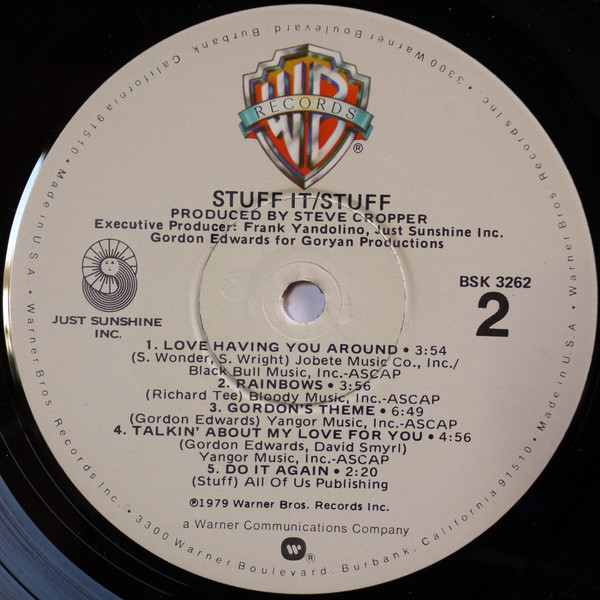 WB
RECORDS
®
STUFF IT/STUFF
PRODUCED BY STEVE CROPPER
Executive Producer: Frank Yandolino, Just Sunshine Inc.
Gordon Edwards for Goryan Productions
JUST SUNSHINE
INC.
BSK 3262
2
1. LOVE HAVING YOU AROUND • 3:54
(S. Wonder, S. Wright) Jobete Music Co., Inc./
Black Bull Music, Inc.-ASCAP
2. RAINBOWS • 3:56
(Richard Tee) Bloody Music, Inc.-ASCAP
3. GORDON'S THEME • 6:49
(Gordon Edwards) Yangor Music, Inc.-ASCAP
4. TALKIN' ABOUT MY LOVE FOR YOU • 4:56
(Gordon Edwards, David Smyrl)
Yangor Music, Inc.-ASCAP
5. DO IT AGAIN • 2:20
(Stuff) All Of Us Publishing
℗1979 Warner Bros. Records Inc.
a Warner Communications Company
W ®
Warner Bros. Records Inc. • 3300 Warner Boulevard, Burbank, California 91510 • Made in U.S.A. • Warner Bros. Records Inc. • 3300 Warner Boulevard, Burbank, California 91510 • Made in U.S.A. •